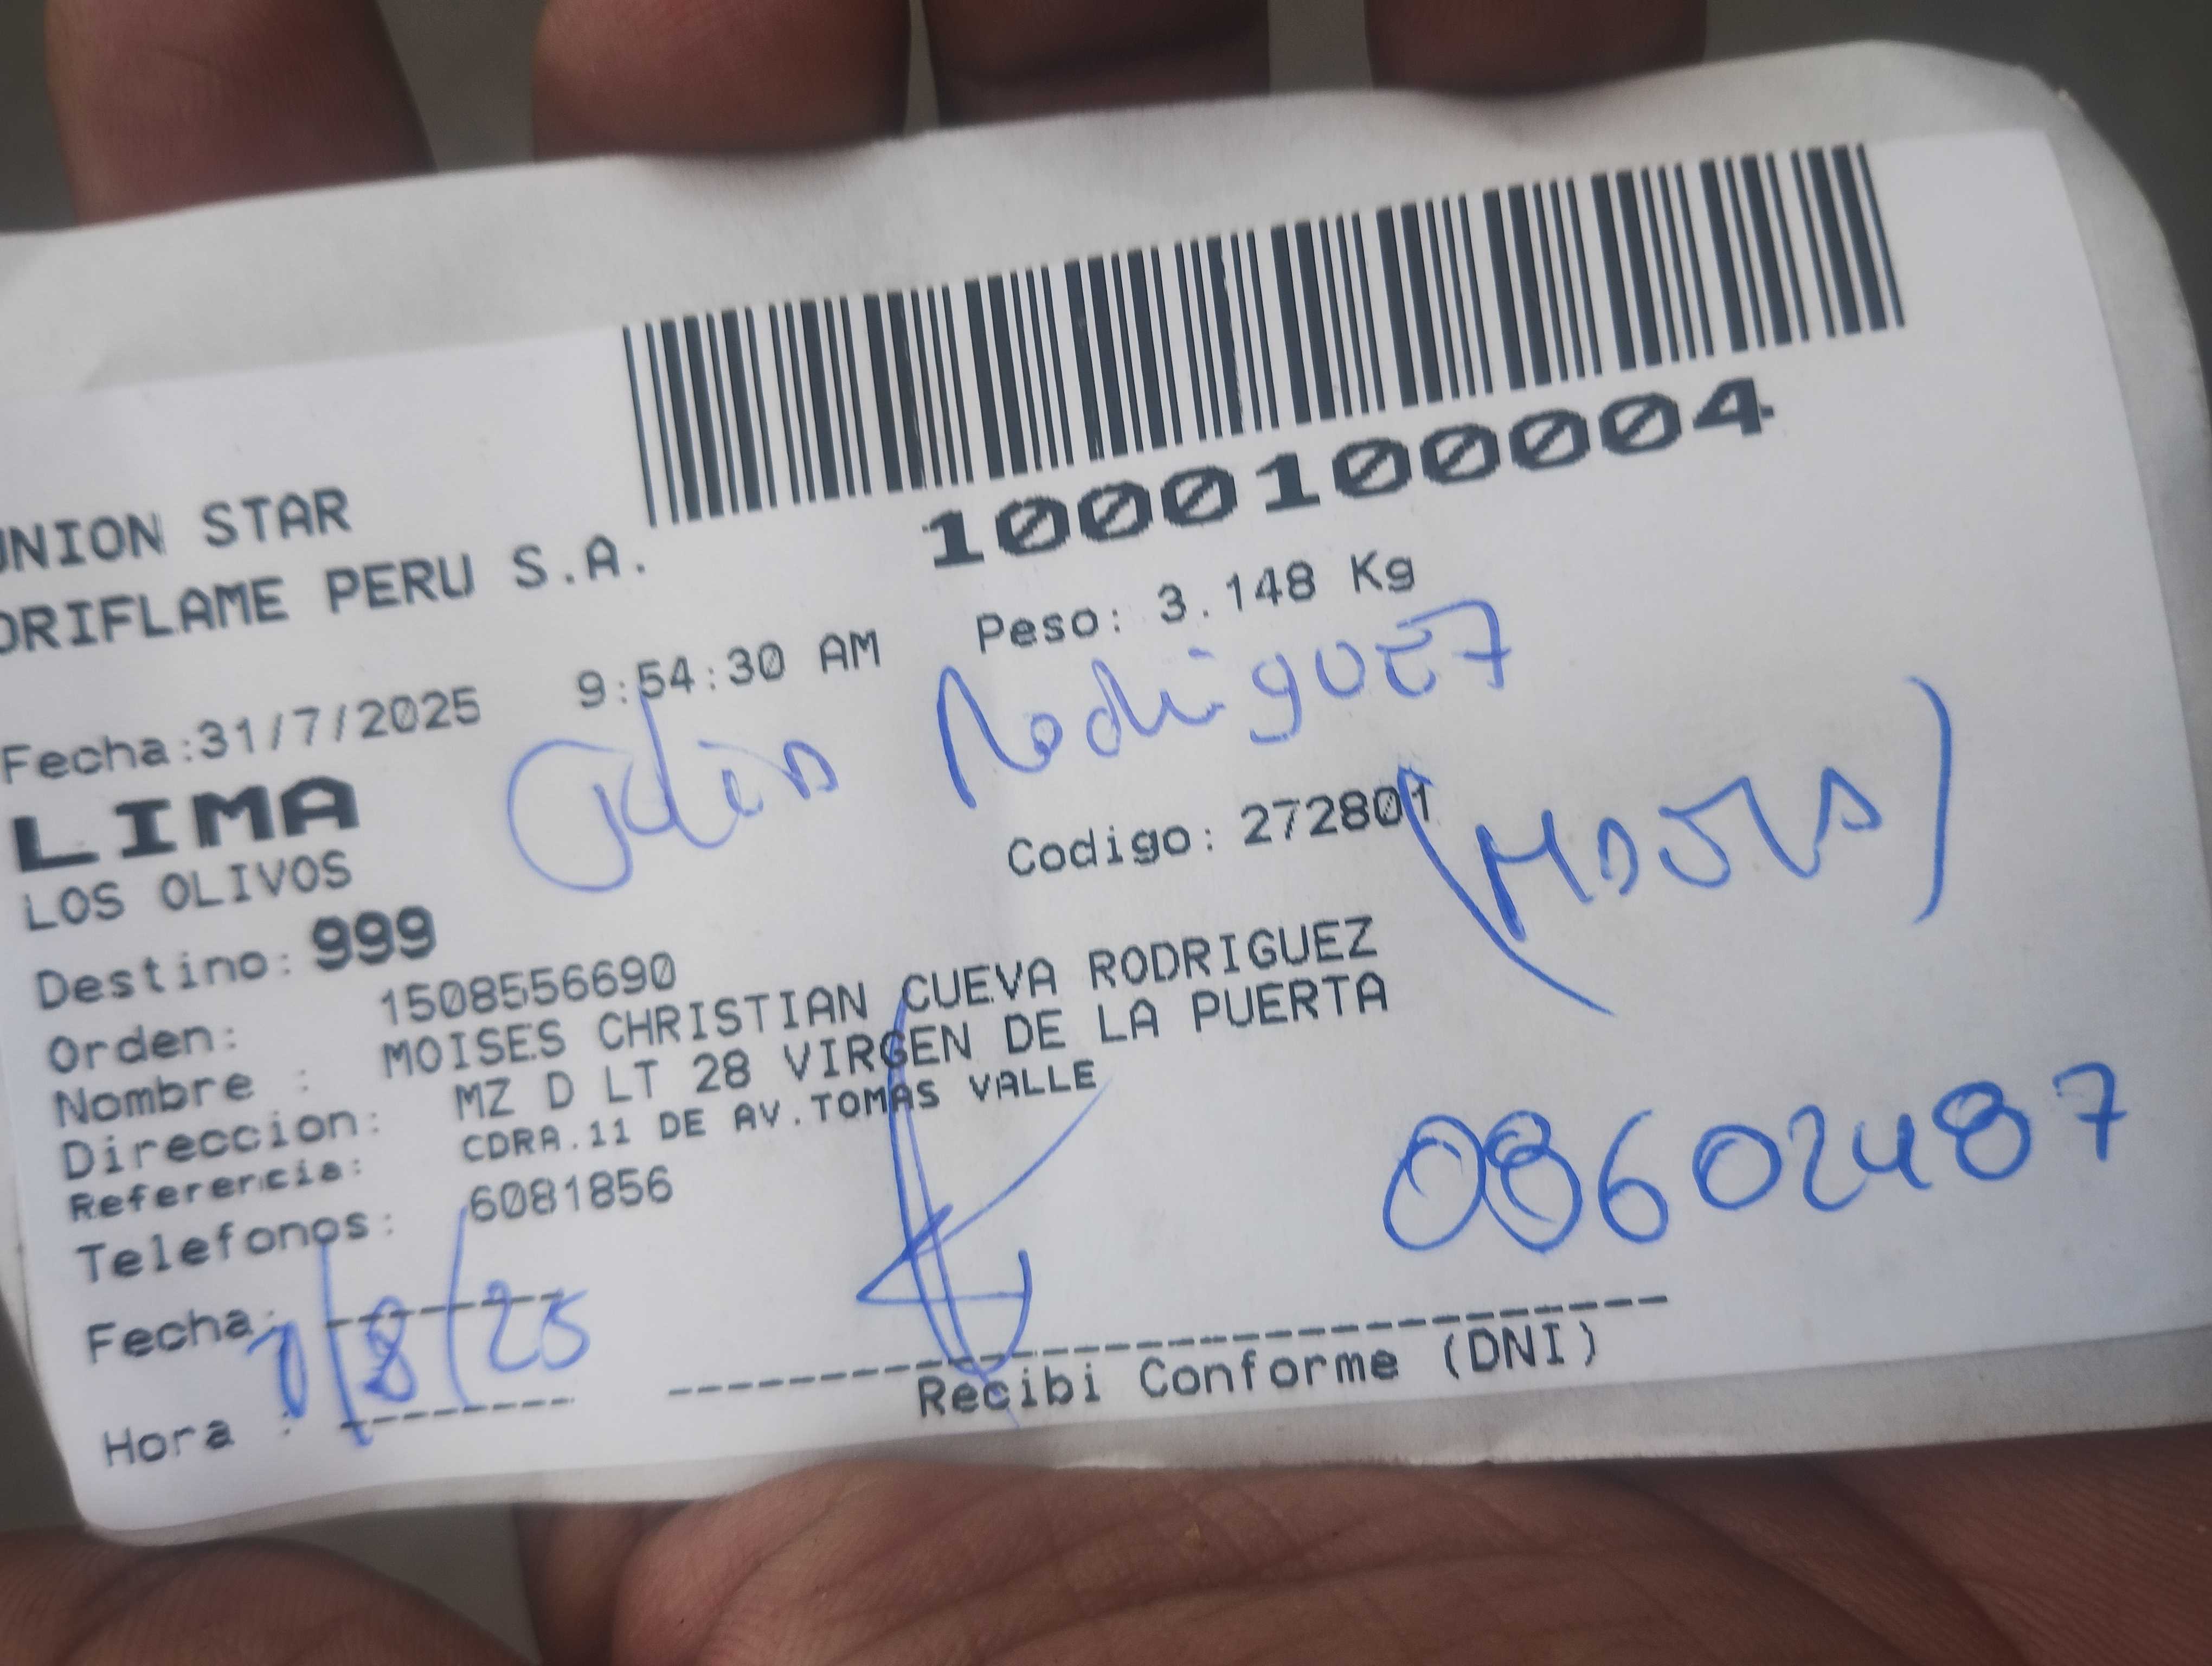 1000100004
UNION STAR
ORIFLAME PERU S.A.
Fecha:31/7/2025 9:54:30 AM Peso: 3.148 Kg
Julia Rodriguez
LIMA
LOS OLIVOS
Codigo: 272801
Destino: 999
Orden: 1508556690
Nombre : MOISES CHRISTIAN CUEVA RODRIGUEZ
Direccion: MZ D LT 28 VIRGEN DE LA PUERTA
Referencia: CDRA.11 DE AV.TOMAS VALLE
Telefonos: 6081856
08602487
Fecha: 1/8/25
Hora :
Recibi Conforme (DNI)